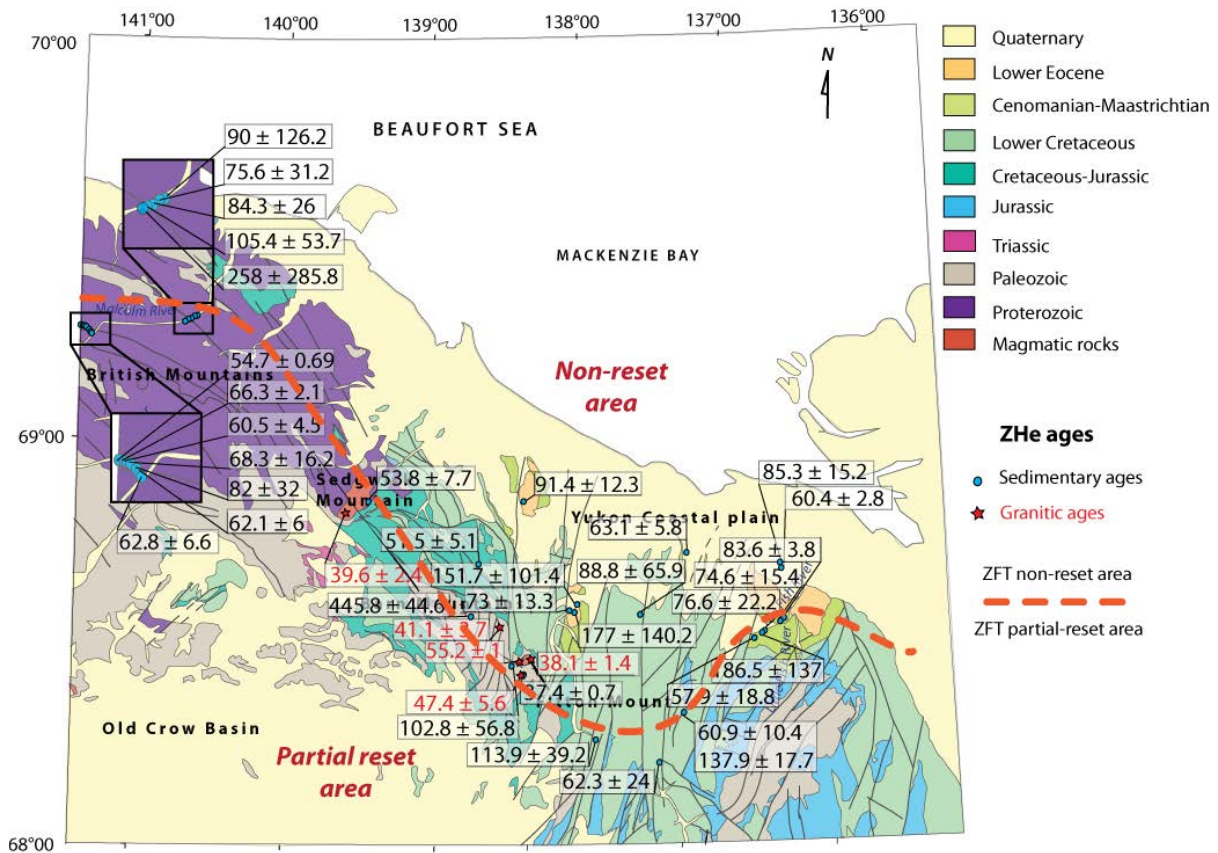 141°00
140°00
139°00
138°00
137°00
136°00
70°00
69°00
68°00
N
BEAUFORT SEA
MACKENZIE BAY
90 ± 126.2
75.6 ± 31.2
84.3 ± 26
105.4 ± 53.7
258 ± 285.8
Malcolm River
British Mountains
54.7 ± 0.69
66.3 ± 2.1
60.5 ± 4.5
68.3 ± 16.2
82 ± 32
62.1 ± 6
62.8 ± 6.6
Non-reset
area
Mountain
53.8 ± 7.7
91.4 ± 12.3
85.3 ± 15.2
60.4 ± 2.8
Yukon Coastal plain
63.1 ± 5.8
83.6 ± 3.8
51.5 ± 5.1
88.8 ± 65.9
74.6 ± 15.4
39.6 ± 2.4
151.7 ± 101.4
76.6 ± 22.2
445.8 ± 44.6
73 ± 13.3
177 ± 140.2
41.1 ± 3.7
55.2 ± 1
38.1 ± 1.4
86.5 ± 137
37.4 ± 0.7
57.9 ± 18.8
47.4 ± 5.6
102.8 ± 56.8
60.9 ± 10.4
113.9 ± 39.2
137.9 ± 17.7
62.3 ± 24
River
Old Crow Basin
Partial reset
area
Quaternary
Lower Eocene
Cenomanian-Maastrichtian
Lower Cretaceous
Cretaceous-Jurassic
Jurassic
Triassic
Paleozoic
Proterozoic
Magmatic rocks
ZHe ages
Sedimentary ages
Granitic ages
ZFT non-reset area
ZFT partial-reset area